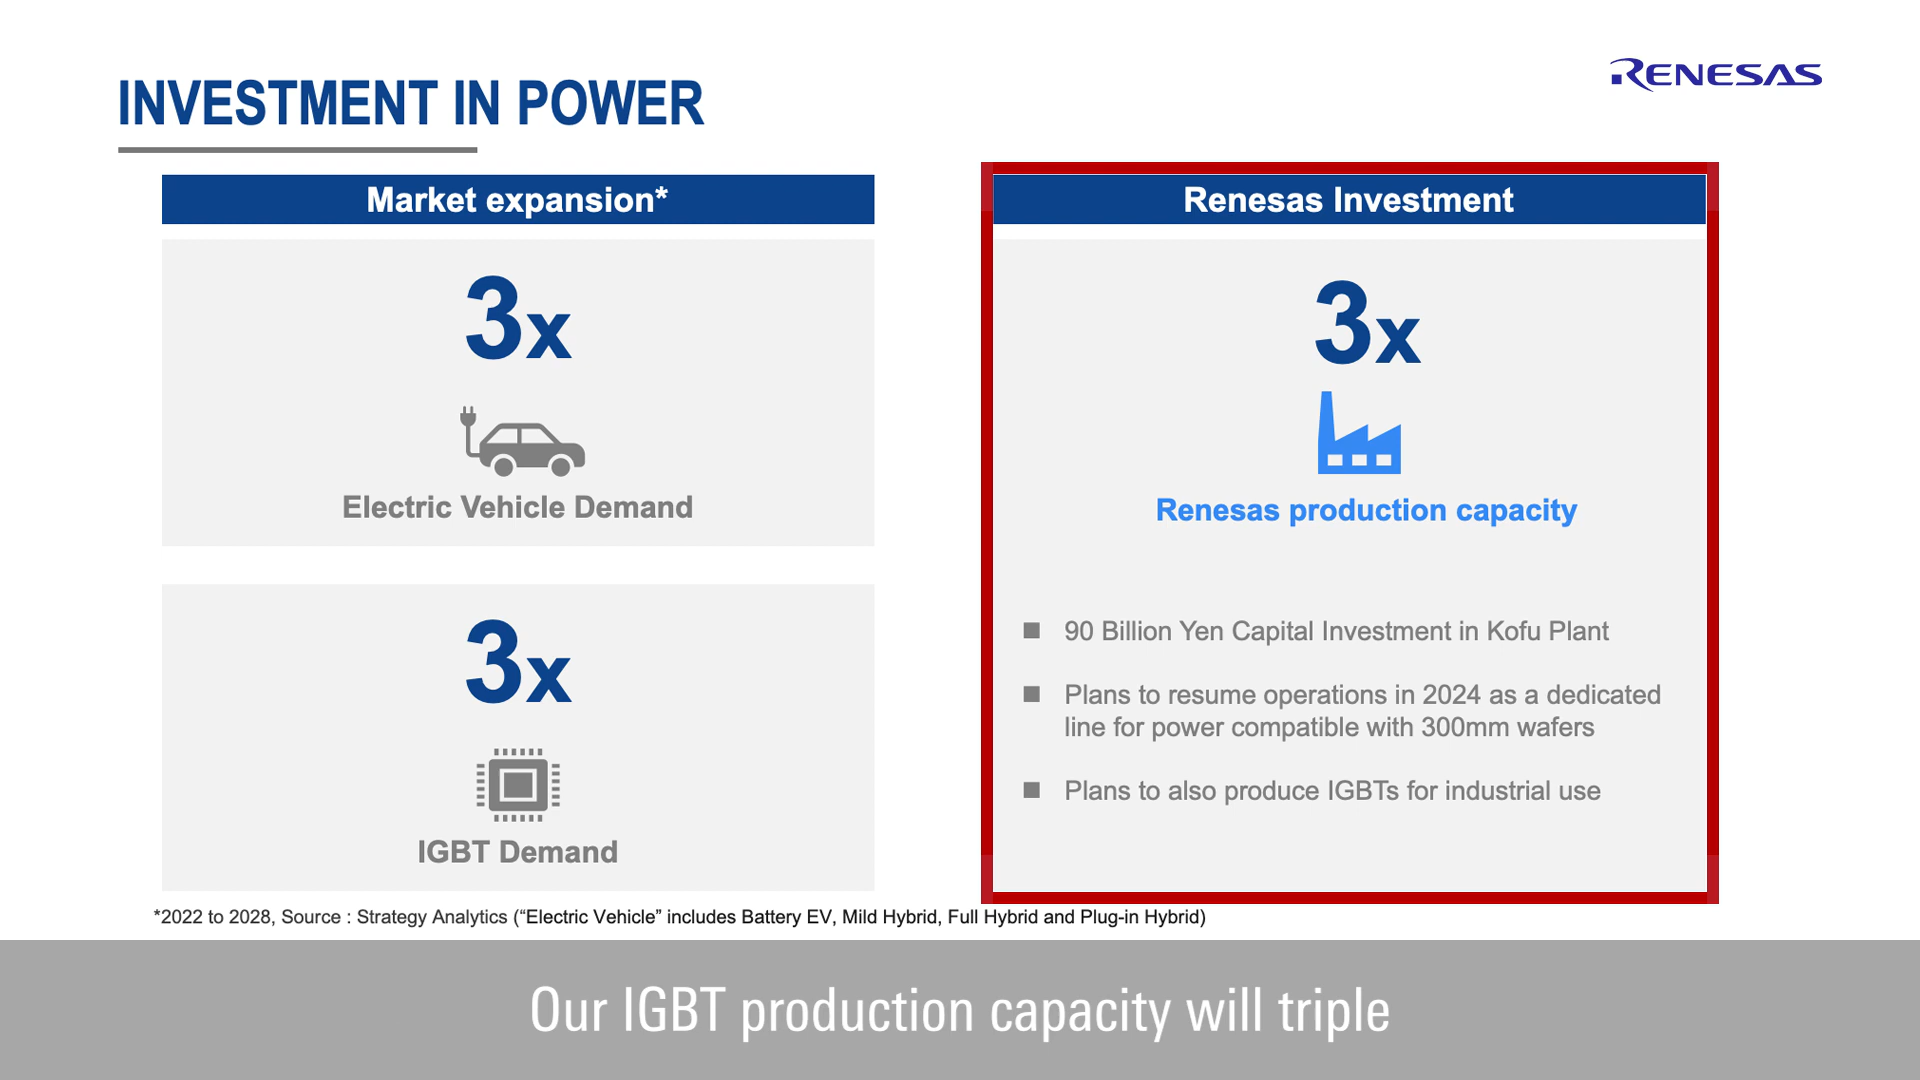 INVESTMENT IN POWER
RENESAS
Market expansion*
3x
Electric Vehicle Demand
3x
IGBT Demand
Renesas Investment
3x
Renesas production capacity
■ 90 Billion Yen Capital Investment in Kofu Plant
■ Plans to resume operations in 2024 as a dedicated
line for power compatible with 300mm wafers
■ Plans to also produce IGBTs for industrial use
*2022 to 2028, Source : Strategy Analytics (“Electric Vehicle” includes Battery EV, Mild Hybrid, Full Hybrid and Plug-in Hybrid)
Our IGBT production capacity will triple